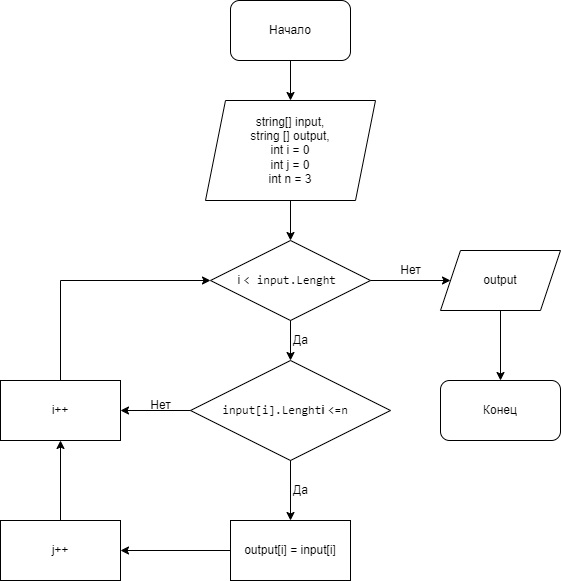 Начало
string[] input,
string [] output,
int i = 0
int j = 0
int n = 3
i < input.Lenght
Нет
output
Да
i++
Нет
input[i].Lenghti <=n
Конец
Да
j++
output[i] = input[i]